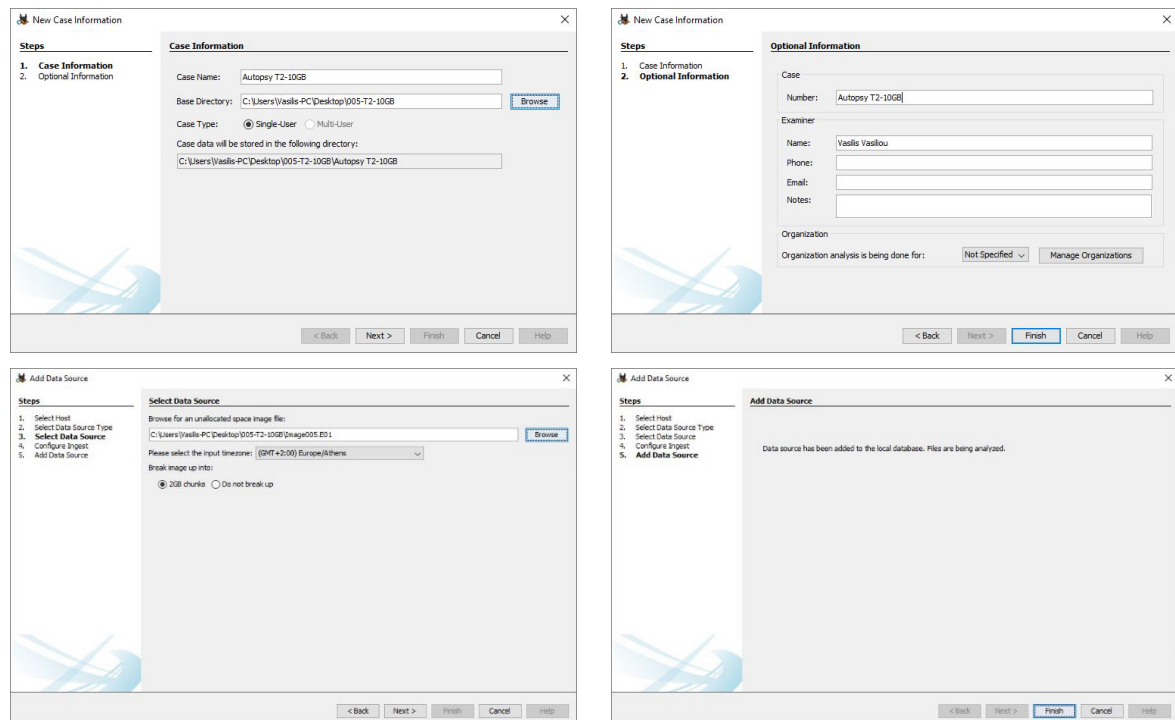 New Case Information
Steps
1. Case Information
2. Optional Information
Case Information
Case Name: Autopsy T2-10GB
Base Directory: C:\Users\Vasilis-PC\Desktop\005-T2-10GB Browse
Case Type: Single-User Multi-User
Case data will be stored in the following directory:
C:\Users\Vasilis-PC\Desktop\005-T2-10GB\Autopsy T2-10GB
< Back Next > Finish Cancel Help
New Case Information
Steps
1. Case Information
2. Optional Information
Optional Information
Case
Number: Autopsy T2-10GB
Examiner
Name: Vasilis Vasiliou
Phone:
Email:
Notes:
Organization
Organization analysis is being done for: Not Specified Manage Organizations
< Back Next > Finish Cancel Help
Add Data Source
Steps
1. Select Host
2. Select Data Source Type
3. Select Data Source
4. Configure Ingest
5. Add Data Source
Select Data Source
Browse for an unallocated space image file:
C:\Users\Vasilis-PC\Desktop\005-T2-10GB\Image005.E01 Browse
Please select the input timezone: (GMT+2:00) Europe/Athens
Break image up into:
2GB chunks Do not break up
< Back Next > Finish Cancel Help
Add Data Source
Steps
1. Select Host
2. Select Data Source Type
3. Select Data Source
4. Configure Ingest
5. Add Data Source
Add Data Source
Data source has been added to the local database. Files are being analyzed.
< Back Next > Finish Cancel Help